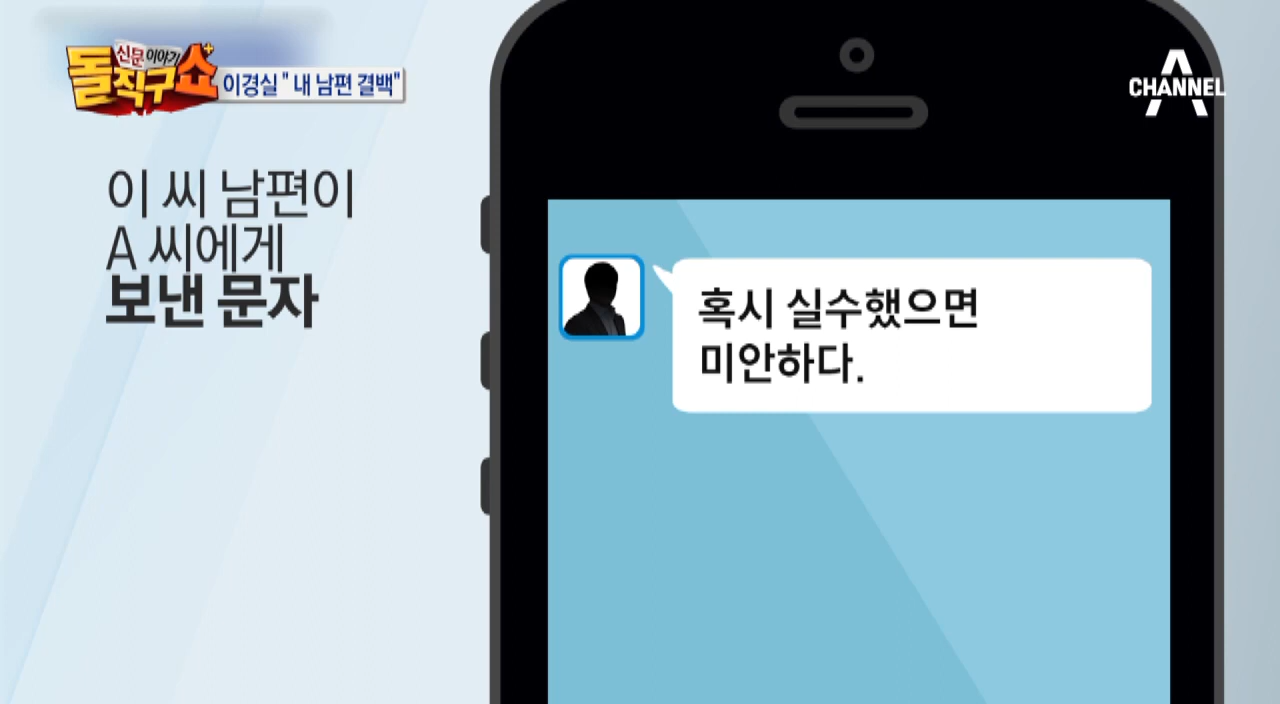 신문이야기
돌직구쇼+
이경실 "내 남편 결백"
CHANNEL A
이 씨 남편이
A 씨에게
보낸 문자
혹시 실수했으면
미안하다.